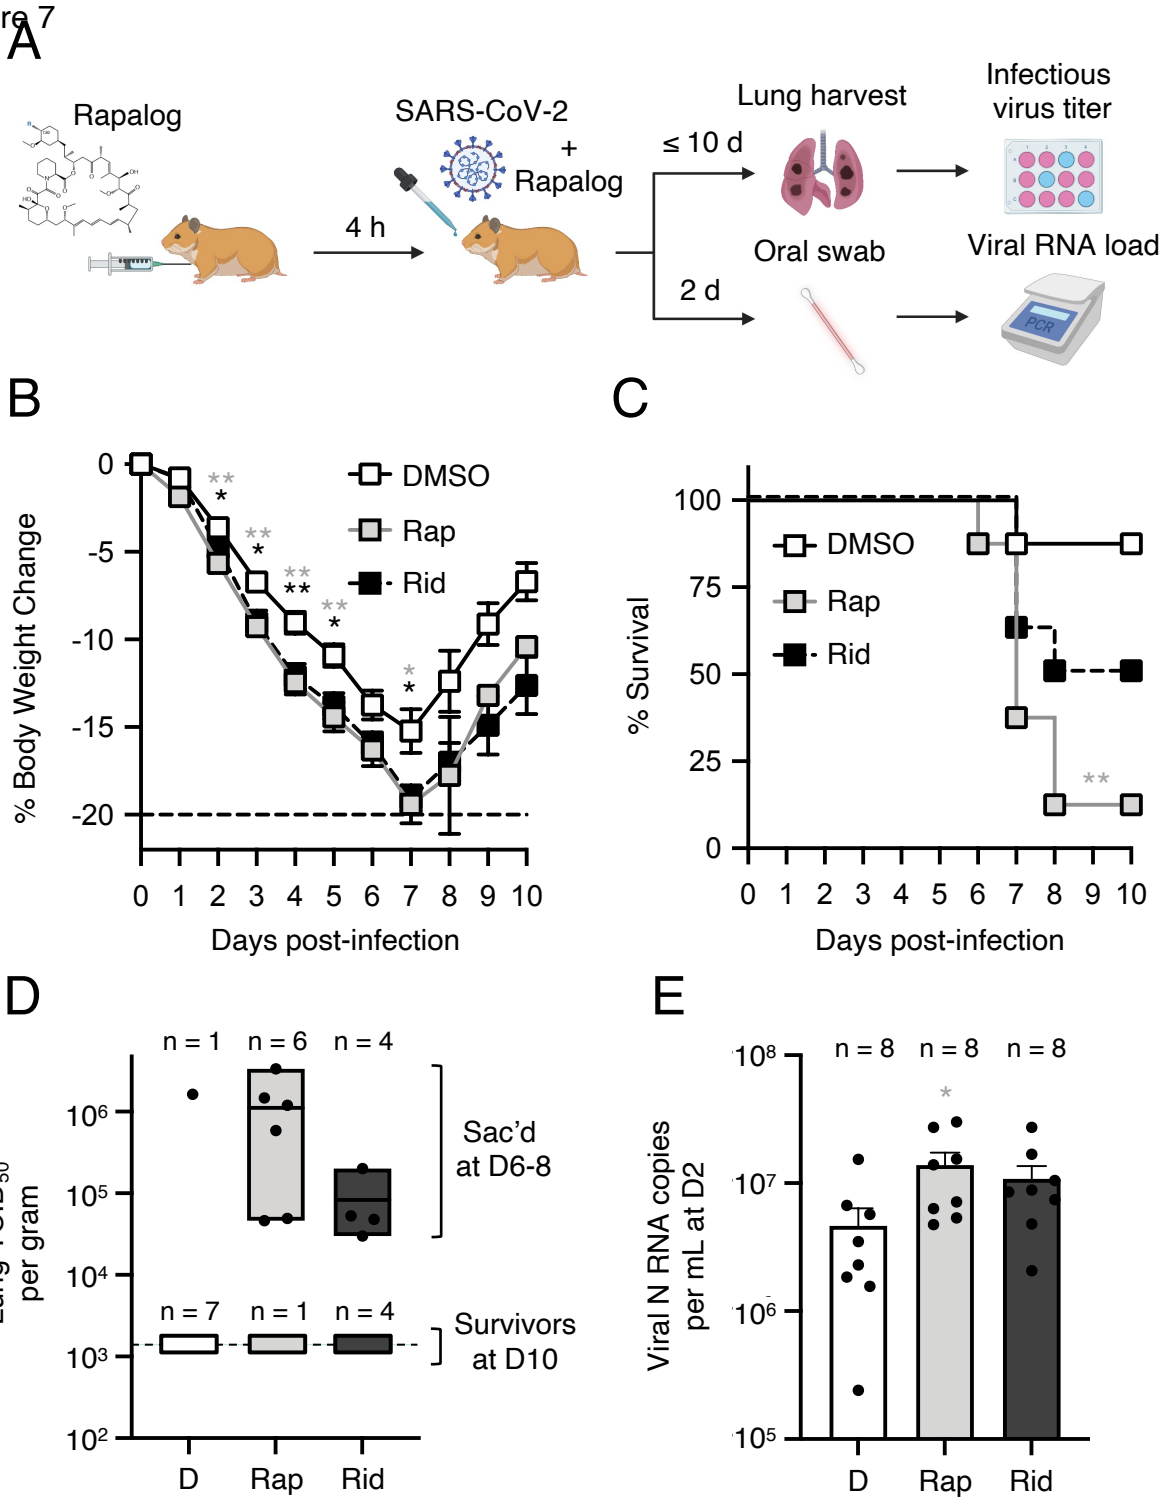 re 7
A
Rapalog
SARS-CoV-2
+
Rapalog
4 h
≤ 10 d
2 d
Lung harvest
Oral swab
Infectious
virus titer
Viral RNA load
PCR
B
0
-5
-10
-15
-20
% Body Weight Change
DMSO
Rap
Rid
**
*
**
*
**
**
**
*
*
*
0 1 2 3 4 5 6 7 8 9 10
Days post-infection
C
100
75
50
25
0
% Survival
DMSO
Rap
Rid
**
0 1 2 3 4 5 6 7 8 9 10
Days post-infection
D
n = 1 n = 6 n = 4
10⁶
10⁵
10⁴
10³
10²
per gram
Sac’d
at D6-8
n = 7 n = 1 n = 4
Survivors
at D10
D Rap Rid
E
n = 8 n = 8 n = 8
*
10⁸
10⁷
10⁶
10⁵
Viral N RNA copies
per mL at D2
D Rap Rid